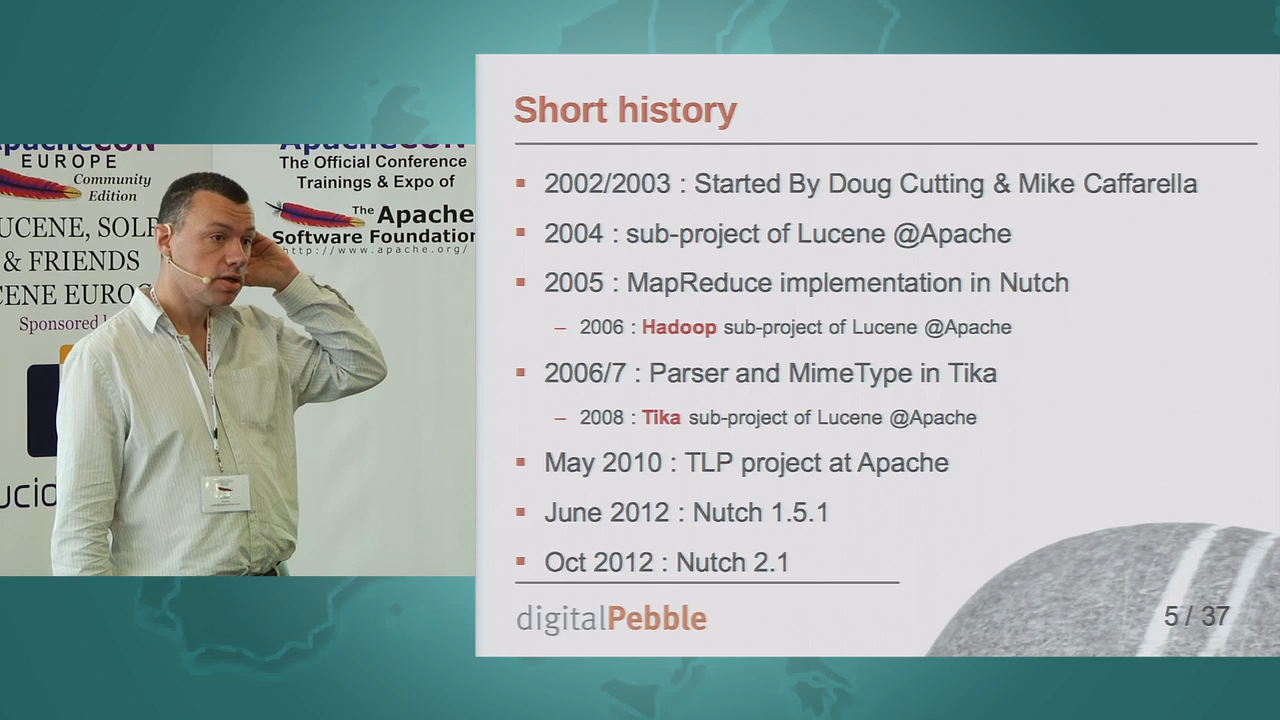 ApacheCON
EUROPE
Community
Edition
LUCENE, SOLR
& FRIENDS
CENE EUROC
Sponsored
ucid
ApacheCON
The Official Conference
Trainings & Expo of
The Apache
Software Foundation
http://www.apache.org/
Short history
2002/2003 : Started By Doug Cutting & Mike Caffarella
2004 : sub-project of Lucene @Apache
2005 : MapReduce implementation in Nutch
– 2006 : Hadoop sub-project of Lucene @Apache
2006/7 : Parser and MimeType in Tika
– 2008 : Tika sub-project of Lucene @Apache
May 2010 : TLP project at Apache
June 2012 : Nutch 1.5.1
Oct 2012 : Nutch 2.1
digitalPebble
5 / 37